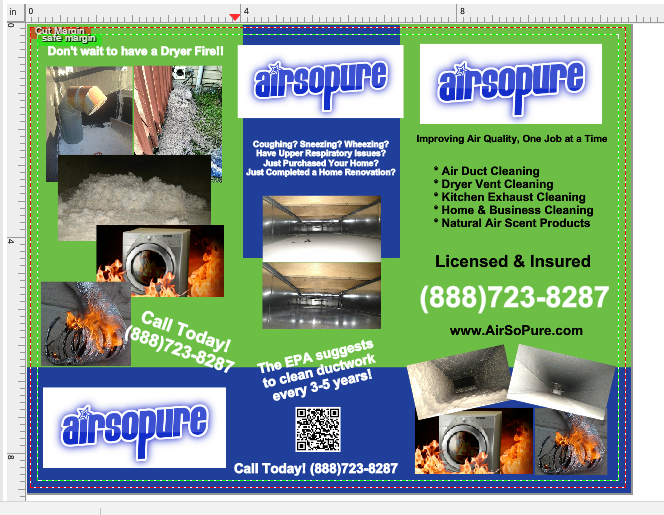 in
0
4
8
0
4
8
Cut Margin
safe margin
Don't wait to have a Dryer Fire!!
Call Today!
(888)723-8287
airsopure
airsopure
Coughing? Sneezing? Wheezing?
Have Upper Respiratory Issues?
Just Purchased Your Home?
Just Completed a Home Renovation?
The EPA suggests
to clean ductwork
every 3-5 years!
Call Today! (888)723-8287
airsopure
Improving Air Quality, One Job at a Time
* Air Duct Cleaning
* Dryer Vent Cleaning
* Kitchen Exhaust Cleaning
* Home & Business Cleaning
* Natural Air Scent Products
Licensed & Insured
(888)723-8287
www.AirSoPure.com